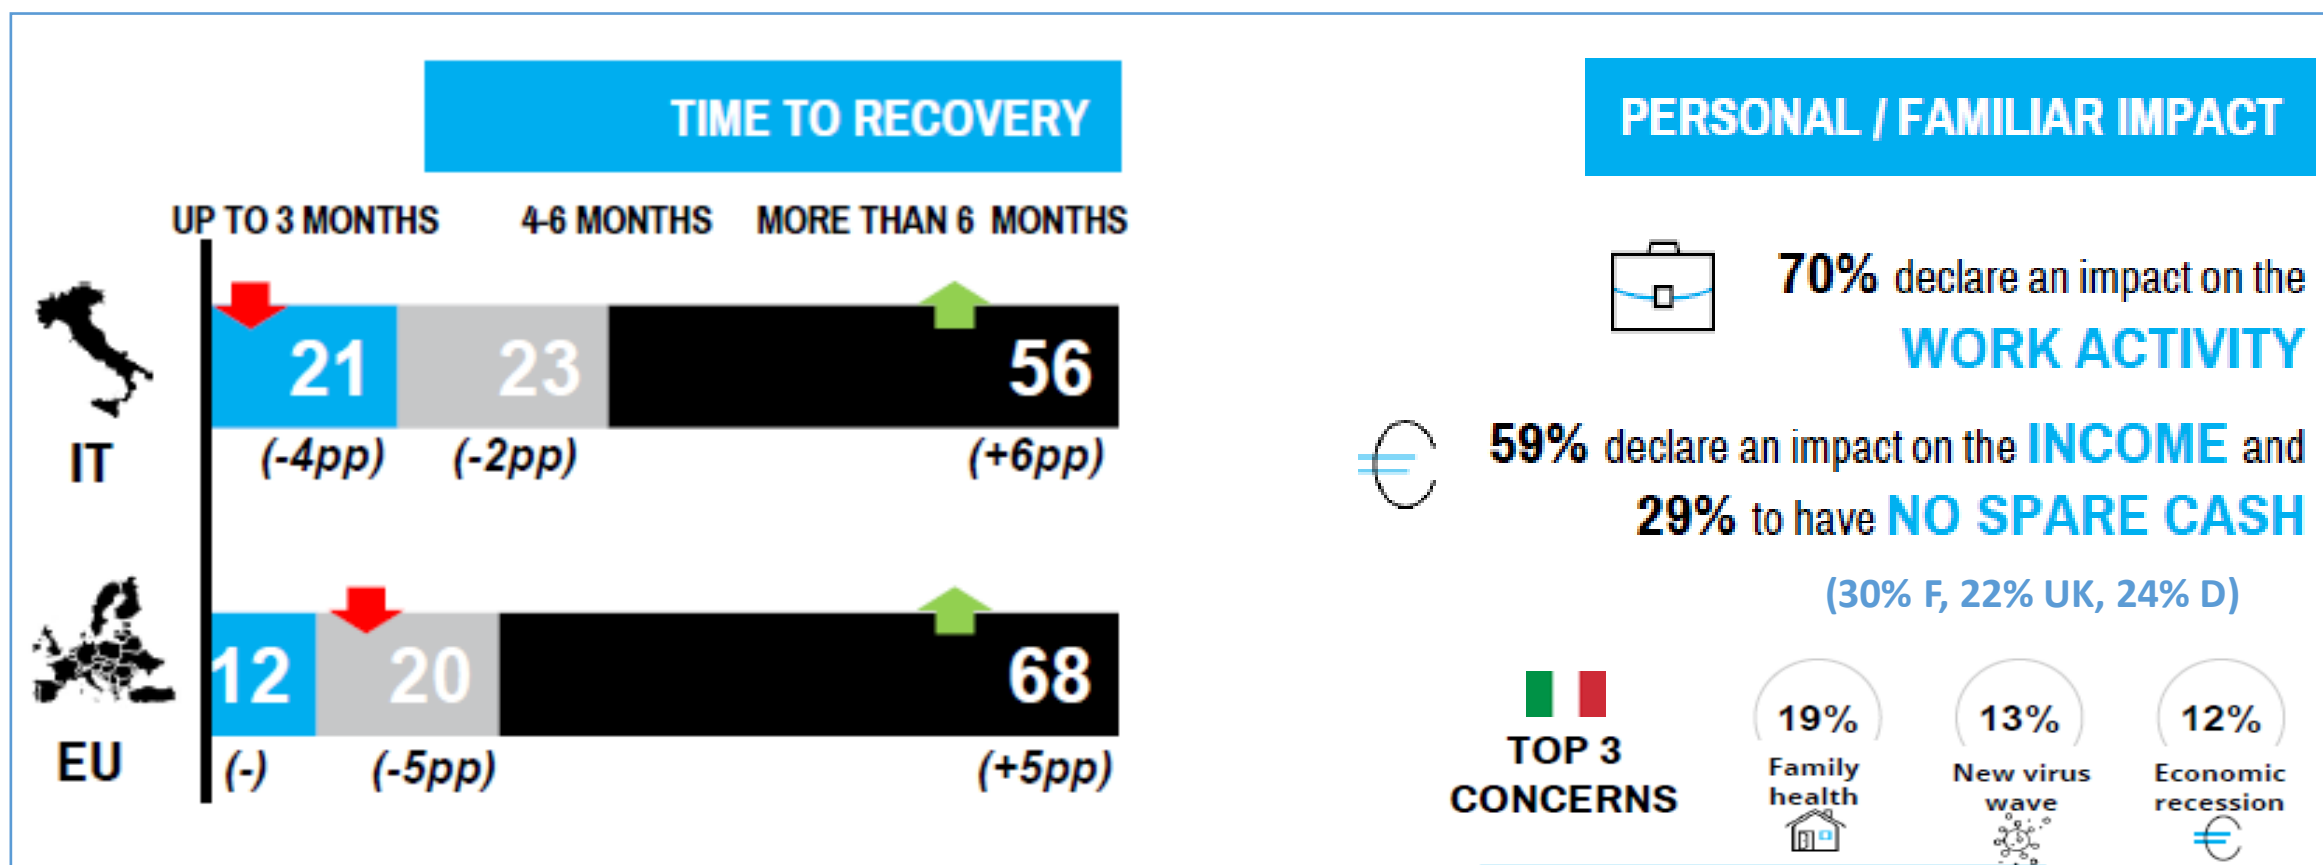 TIME TO RECOVERY
UP TO 3 MONTHS 4-6 MONTHS MORE THAN 6 MONTHS
21 23 56
IT (-4pp) (-2pp) (+6pp)
12 20 68
EU (-) (-5pp) (+5pp)
PERSONAL / FAMILIAR IMPACT
70% declare an impact on the
WORK ACTIVITY
59% declare an impact on the INCOME and
29% to have NO SPARE CASH
(30% F, 22% UK, 24% D)
TOP 3
CONCERNS
19%
Family
health
13%
New virus
wave
12%
Economic
recession